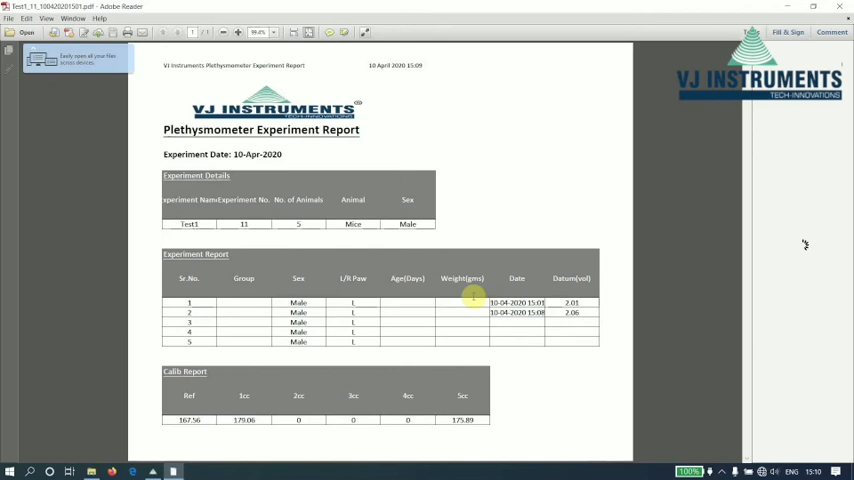 Test1_11_100420201501.pdf - Adobe Reader
File Edit View Window Help
Open 1 / 1 99.4% Fill & Sign Comment
Easily open all your files across devices.
VJ Instruments Plethysmometer Experiment Report 10 April 2020 15:09
VJ INSTRUMENTS
TECH-INNOVATIONS
VJ INSTRUMENTS
TECH-INNOVATIONS
Plethysmometer Experiment Report
Experiment Date: 10-Apr-2020
Experiment Details
xperiment Nam Experiment No. No. of Animals Animal Sex
Test1 11 5 Mice Male
Experiment Report
Sr.No. Group Sex L/R Paw Age(Days) Weight(gms) Date Datum(vol)
1 Male L 10-04-2020 15:01 2.01
2 Male L 10-04-2020 15:08 2.06
3 Male L
4 Male L
5 Male L
Calib Report
Ref 1cc 2cc 3cc 4cc 5cc
167.56 179.06 0 0 0 175.89
100% ENG 15:10